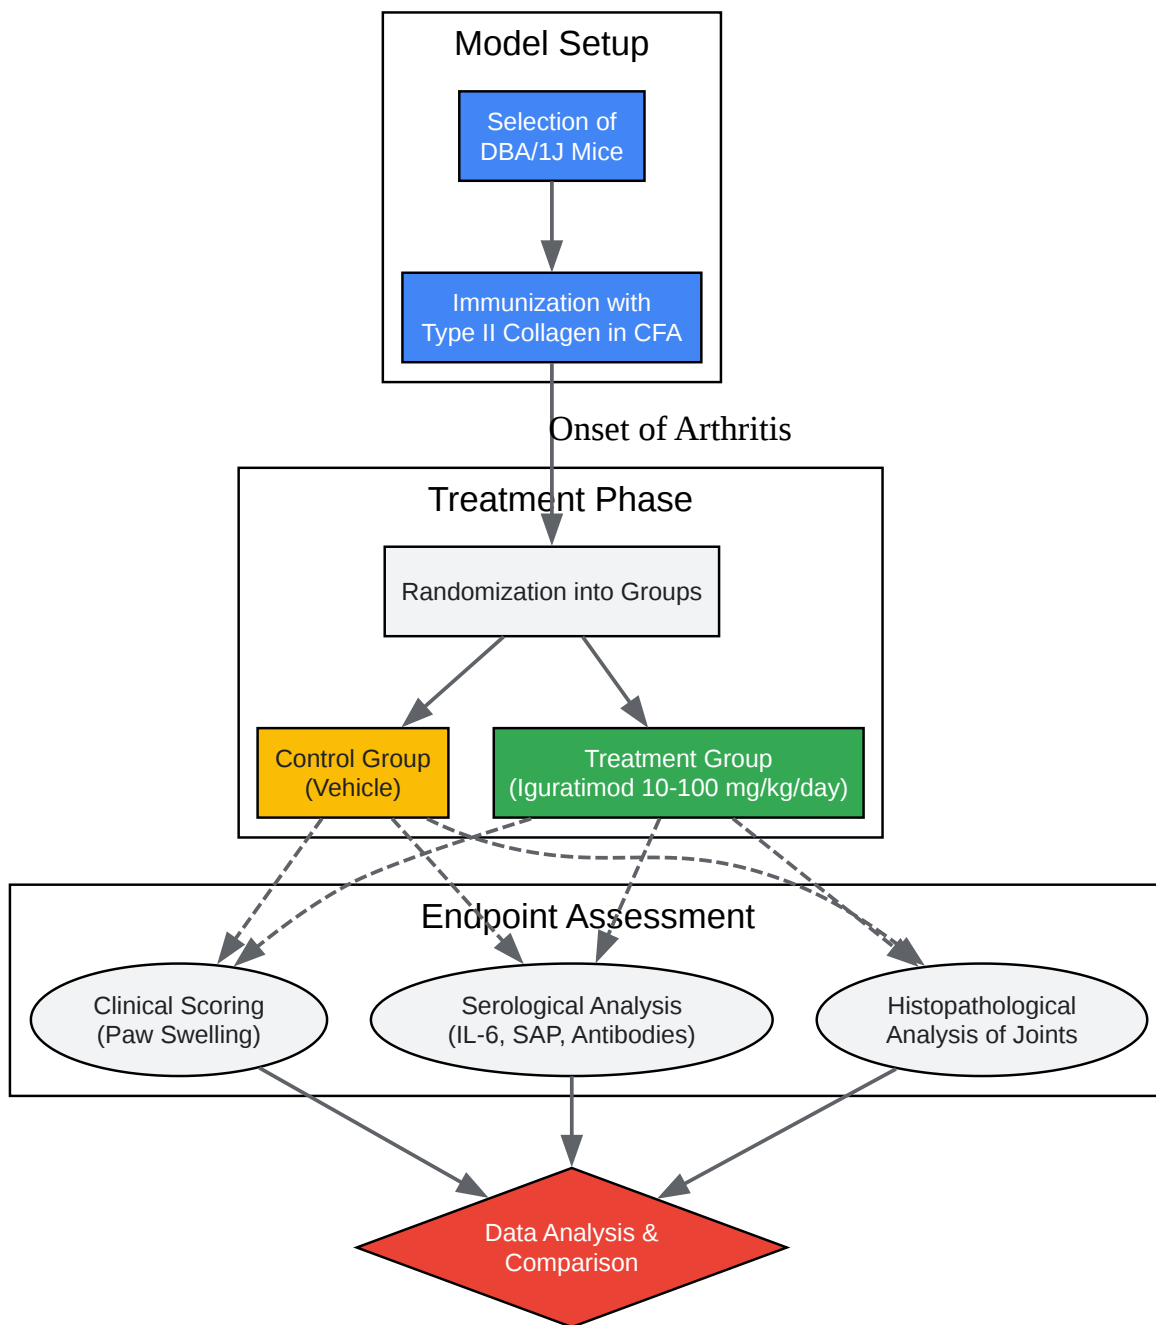 Model Setup
Selection of
DBA/1J Mice
Immunization with
Type II Collagen in CFA
Onset of Arthritis
Treatment Phase
Randomization into Groups
Control Group
(Vehicle)
Treatment Group
(Iguratimod 10-100 mg/kg/day)
Endpoint Assessment
Clinical Scoring
(Paw Swelling)
Serological Analysis
(IL-6, SAP, Antibodies)
Histopathological
Analysis of Joints
Data Analysis &
Comparison